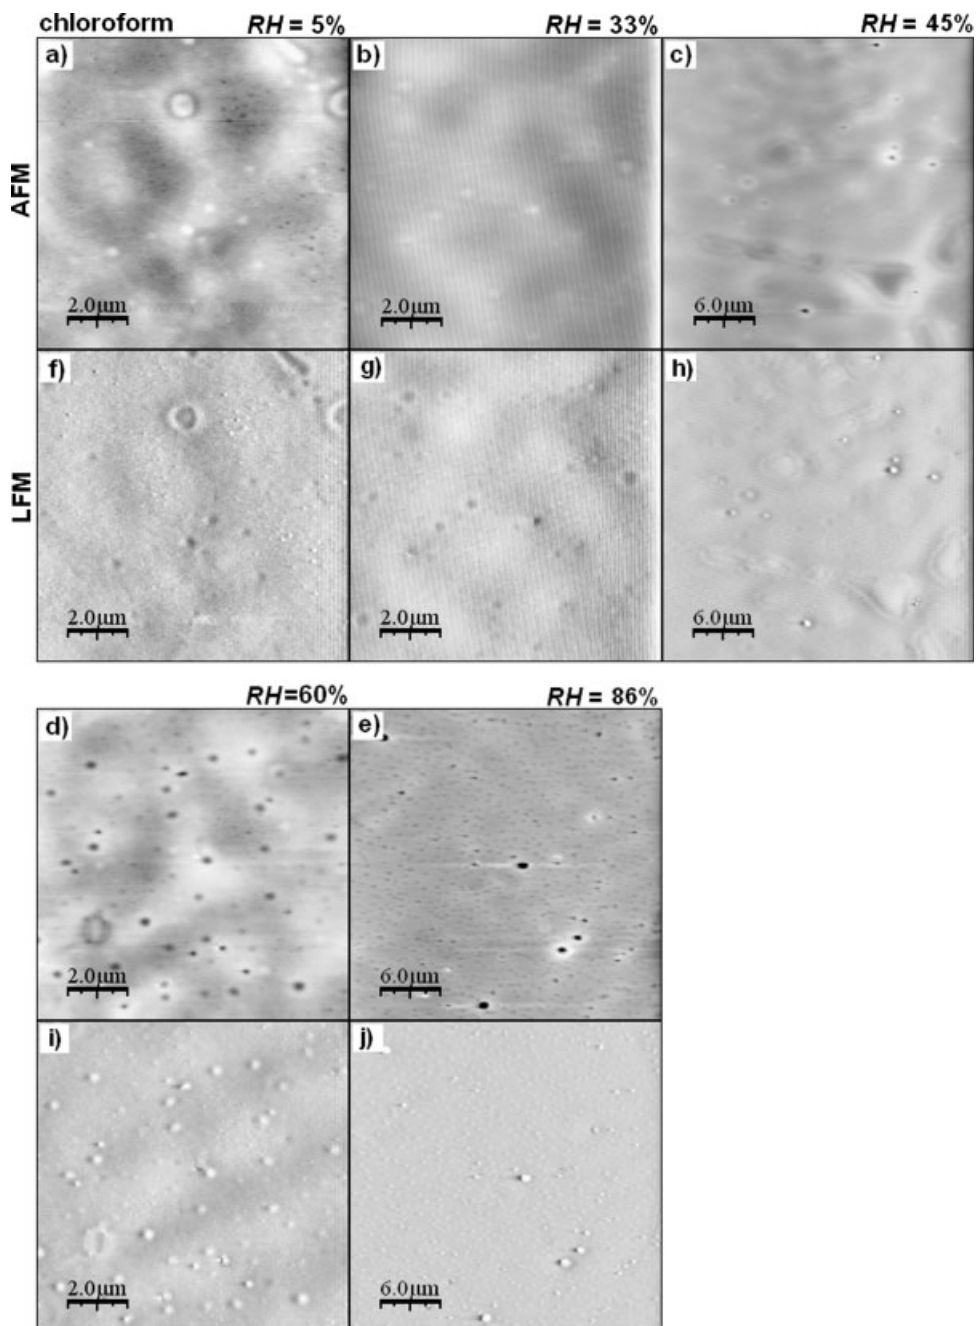 chloroform RH = 5% RH = 33% RH = 45%
a) b) c)
AFM
2.0μm 2.0μm 6.0μm
f) g) h)
LFM
2.0μm 2.0μm 6.0μm
RH=60% RH = 86%
d) e)
2.0μm 6.0μm
i) j)
2.0μm 6.0μm